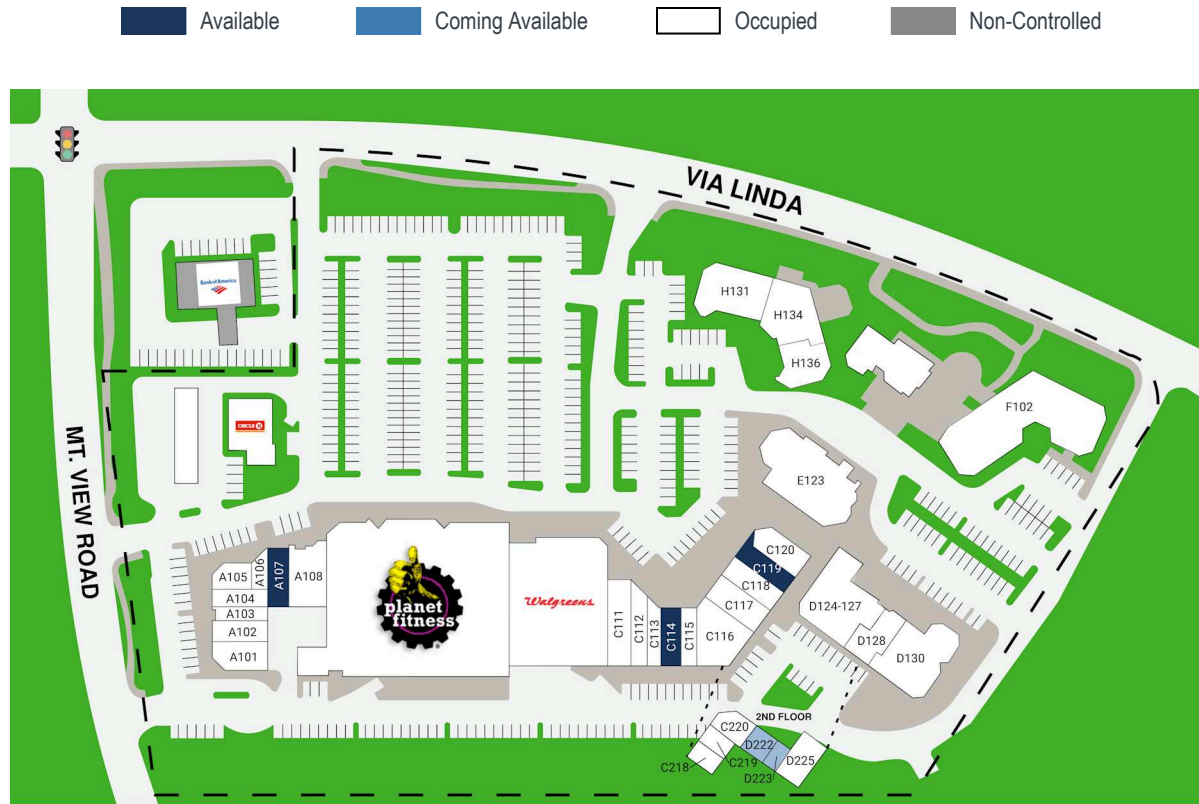 Available
Coming Available
Occupied
Non-Controlled
VIA LINDA
Bank of America
H131
H134
H136
F102
CIRCLE K
MT. VIEW ROAD
E123
A105
A106
A107
A108
A104
A103
A102
A101
planet
fitness
Walgreens
C111
C112
C113
C114
C115
C116
C117
C118
C119
C120
D124-127
D128
D130
2ND FLOOR
C220
C219
C218
D222
D223
D225